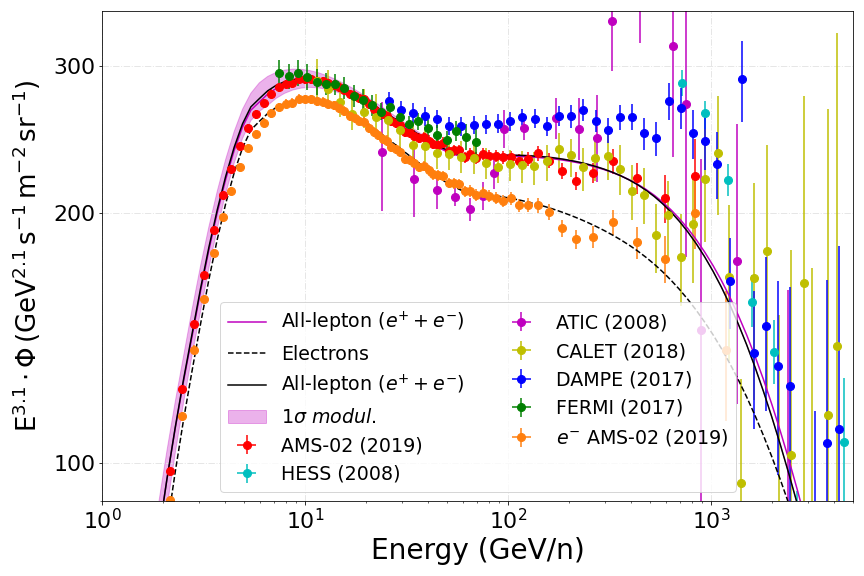 300
200
100
E^{3.1} · Φ (GeV^{2.1} s^{−1} m^{−2} sr^{−1})
All-lepton (e^+ + e^−)
Electrons
All-lepton (e^+ + e^−)
1σ modul.
AMS-02 (2019)
HESS (2008)
ATIC (2008)
CALET (2018)
DAMPE (2017)
FERMI (2017)
e^− AMS-02 (2019)
10^0 10^1 10^2 10^3
Energy (GeV/n)